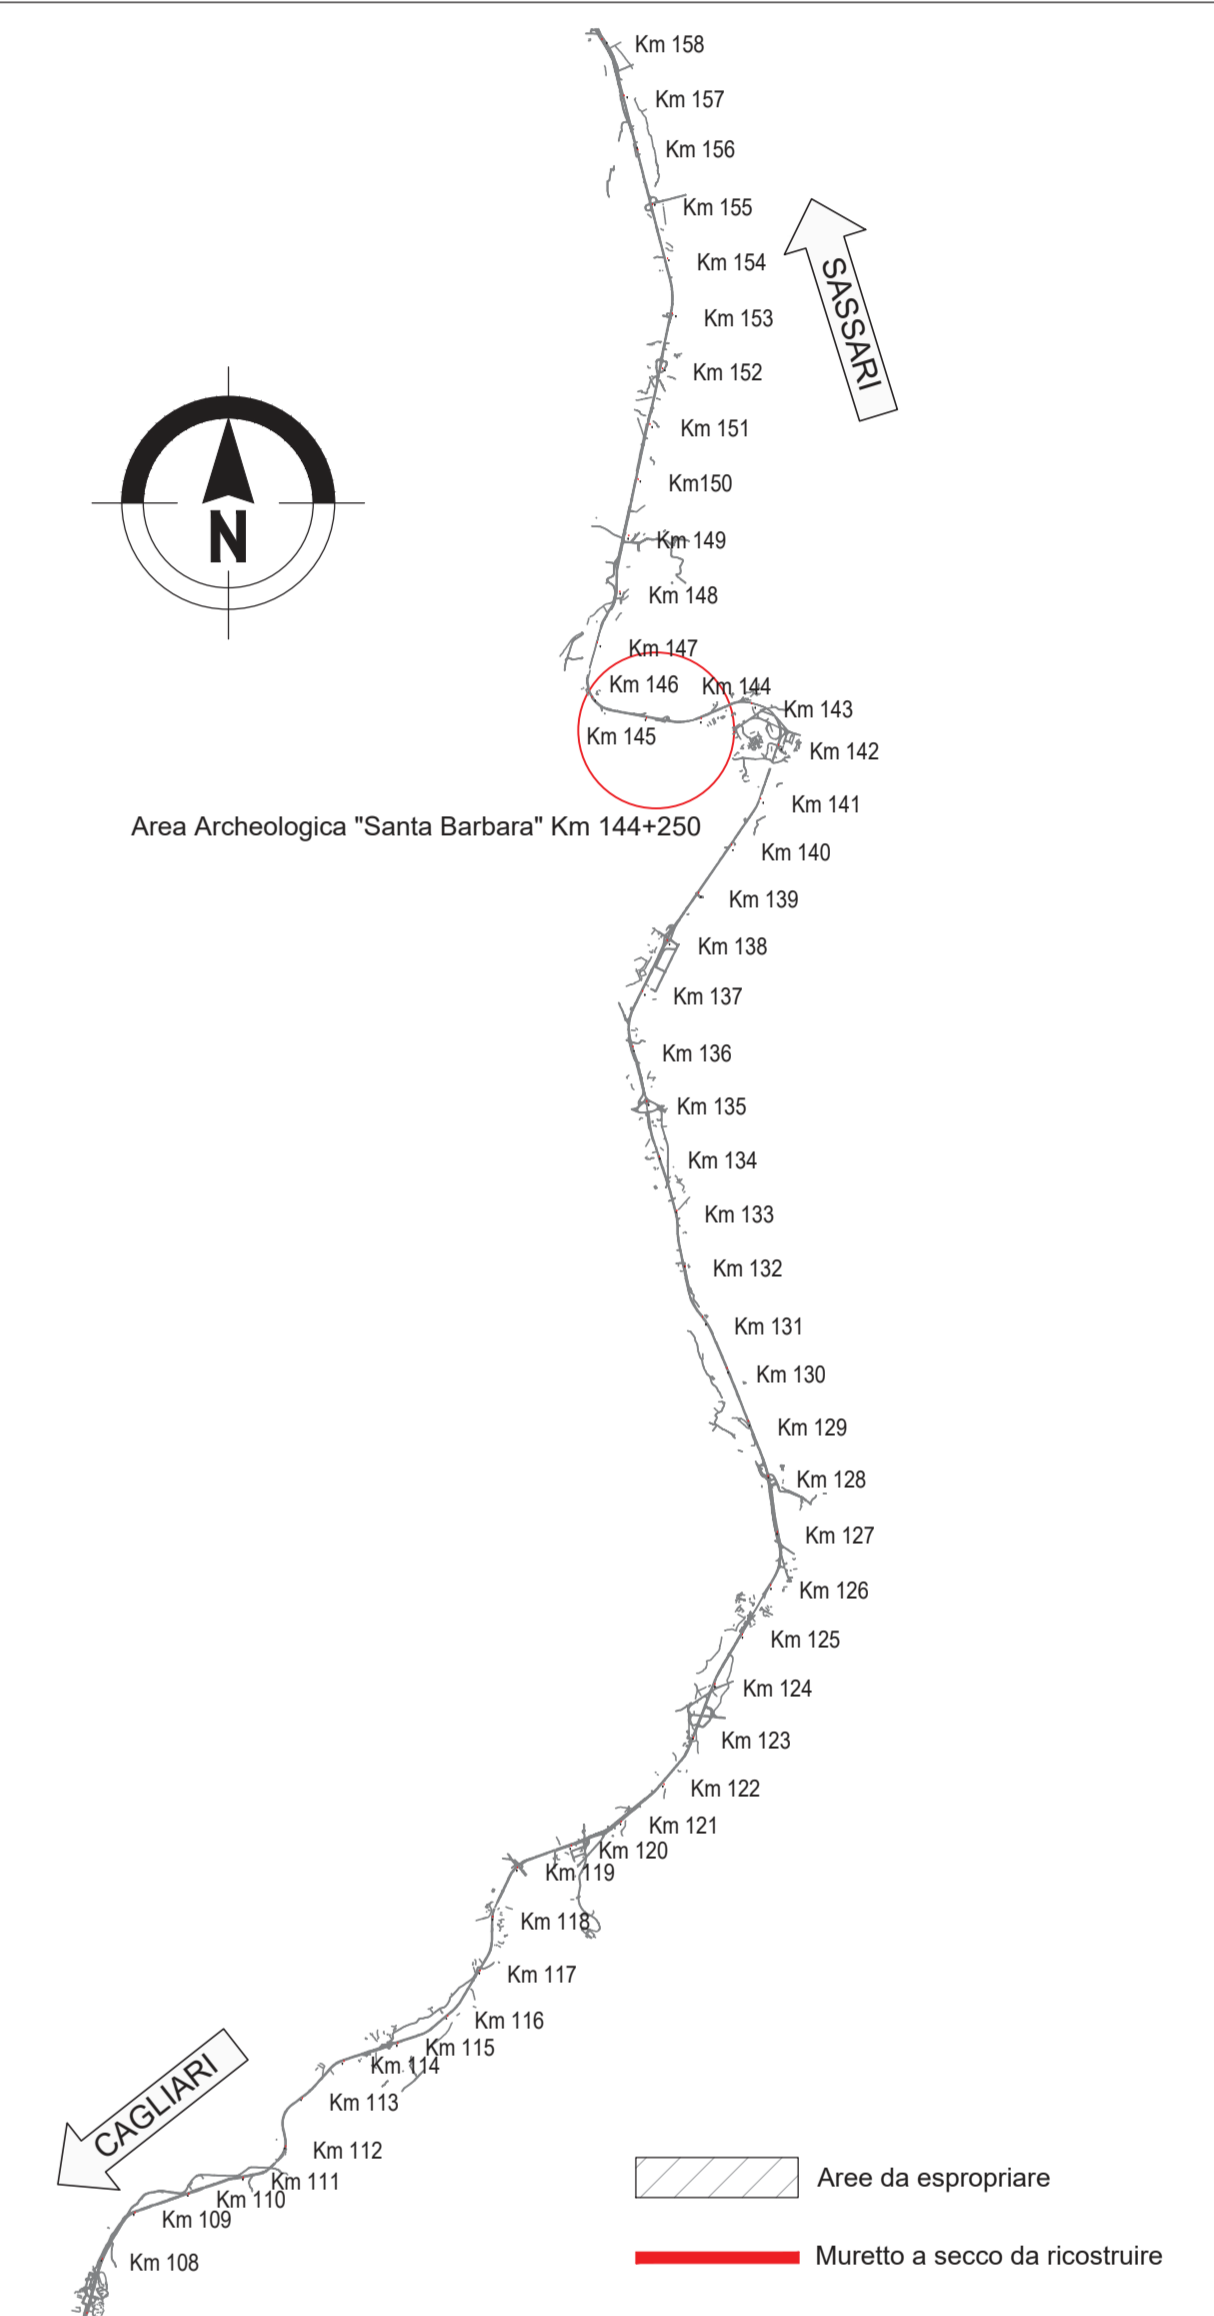 Km 158
Km 157
Km 156
Km 155
Km 154
SASSARI
Km 153
Km 152
Km 151
Km150
N
Km 149
Km 148
Km 147
Km 146
Km 144
Km 143
Km 145
Km 142
Km 141
Area Archeologica "Santa Barbara" Km 144+250
Km 140
Km 139
Km 138
Km 137
Km 136
Km 135
Km 134
Km 133
Km 132
Km 131
Km 130
Km 129
Km 128
Km 127
Km 126
Km 125
Km 124
Km 123
Km 122
Km 121
Km 120
Km 119
Km 118
Km 117
Km 116
Km 115
Km 114
Km 113
CAGLIARI
Km 112
Km 111
Km 110
Km 109
Km 108
Aree da espropriare
Muretto a secco da ricostruire